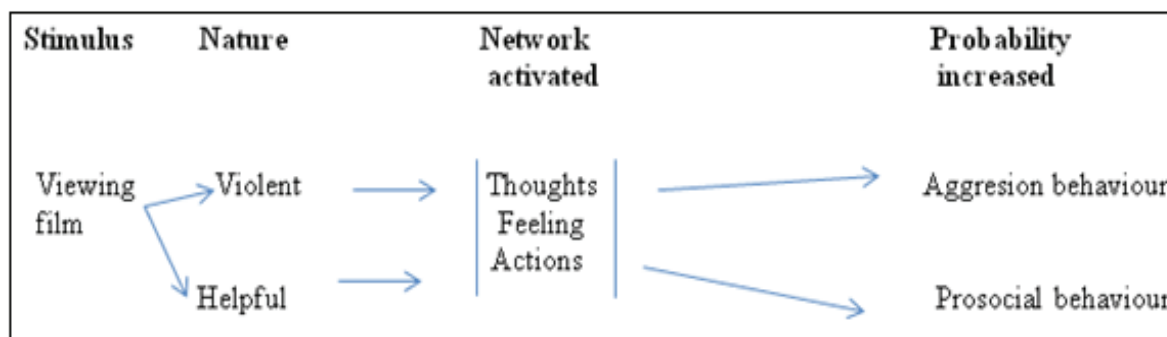 Stimulus Nature Network Probability
activated increased
Viewing Violent Thoughts Aggresion behaviour
film Feeling
Actions
Helpful Prosocial behaviour